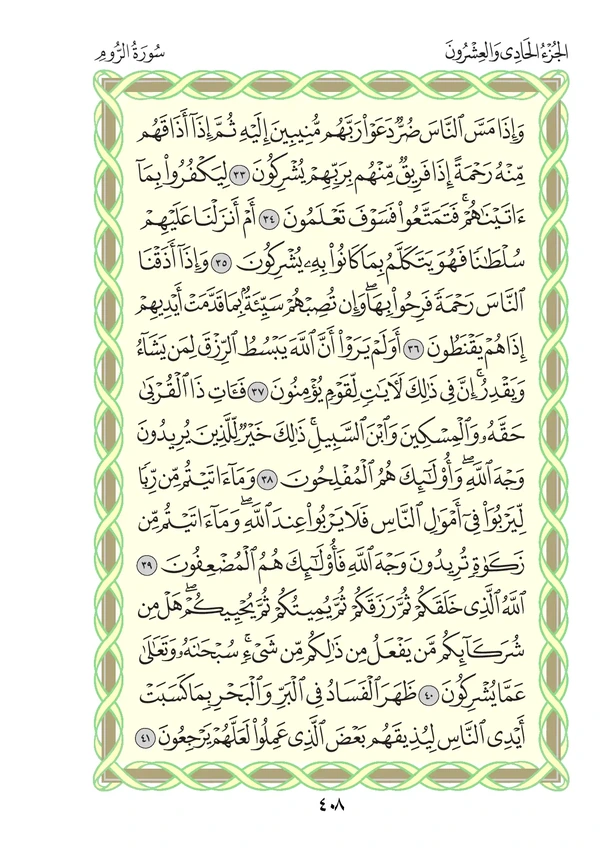 الجُزْءُ الحَادِى وَالعِشْرُونَ
سُورَةُ الرُّومِ
وَإِذَا مَسَّ ٱلنَّاسَ ضُرٌّ دَعَوْا۟ رَبَّهُم مُّنِيبِينَ إِلَيْهِ ثُمَّ إِذَآ أَذَاقَهُم
مِّنْهُ رَحْمَةً إِذَا فَرِيقٌ مِّنْهُم بِرَبِّهِمْ يُشْرِكُونَ ٣٣ لِيَكْفُرُوا۟ بِمَآ
ءَاتَيْنَٰهُمْ ۚ فَتَمَتَّعُوا۟ فَسَوْفَ تَعْلَمُونَ ٣٤ أَمْ أَنزَلْنَا عَلَيْهِمْ
سُلْطَٰنًا فَهُوَ يَتَكَلَّمُ بِمَا كَانُوا۟ بِهِۦ يُشْرِكُونَ ٣٥ وَإِذَآ أَذَقْنَا
ٱلنَّاسَ رَحْمَةً فَرِحُوا۟ بِهَا ۖ وَإِن تُصِبْهُمْ سَيِّئَةٌۢ بِمَا قَدَّمَتْ أَيْدِيهِمْ
إِذَا هُمْ يَقْنَطُونَ ٣٦ أَوَلَمْ يَرَوْا۟ أَنَّ ٱللَّهَ يَبْسُطُ ٱلرِّزْقَ لِمَن يَشَآءُ
وَيَقْدِرُ ۚ إِنَّ فِى ذَٰلِكَ لَءَايَٰتٍ لِّقَوْمٍ يُؤْمِنُونَ ٣٧ فَـَٔاتِ ذَا ٱلْقُرْبَىٰ
حَقَّهُۥ وَٱلْمِسْكِينَ وَٱبْنَ ٱلسَّبِيلِ ۚ ذَٰلِكَ خَيْرٌ لِّلَّذِينَ يُرِيدُونَ
وَجْهَ ٱللَّهِ ۖ وَأُو۟لَٰٓئِكَ هُمُ ٱلْمُفْلِحُونَ ٣٨ وَمَآ ءَاتَيْتُم مِّن رِّبًا
لِّيَرْبُوَا۟ فِىٓ أَمْوَٰلِ ٱلنَّاسِ فَلَا يَرْبُوا۟ عِندَ ٱللَّهِ ۖ وَمَآ ءَاتَيْتُم مِّن
زَكَوٰةٍ تُرِيدُونَ وَجْهَ ٱللَّهِ فَأُو۟لَٰٓئِكَ هُمُ ٱلْمُضْعِفُونَ ٣٩
ٱللَّهُ ٱلَّذِى خَلَقَكُمْ ثُمَّ رَزَقَكُمْ ثُمَّ يُمِيتُكُمْ ثُمَّ يُحْيِيكُمْ ۖ هَلْ مِن
شُرَكَآئِكُم مَّن يَفْعَلُ مِن ذَٰلِكُم مِّن شَىْءٍ ۚ سُبْحَٰنَهُۥ وَتَعَٰلَىٰ
عَمَّا يُشْرِكُونَ ٤٠ ظَهَرَ ٱلْفَسَادُ فِى ٱلْبَرِّ وَٱلْبَحْرِ بِمَا كَسَبَتْ
أَيْدِى ٱلنَّاسِ لِيُذِيقَهُم بَعْضَ ٱلَّذِى عَمِلُوا۟ لَعَلَّهُمْ يَرْجِعُونَ ٤١
٤٠٨